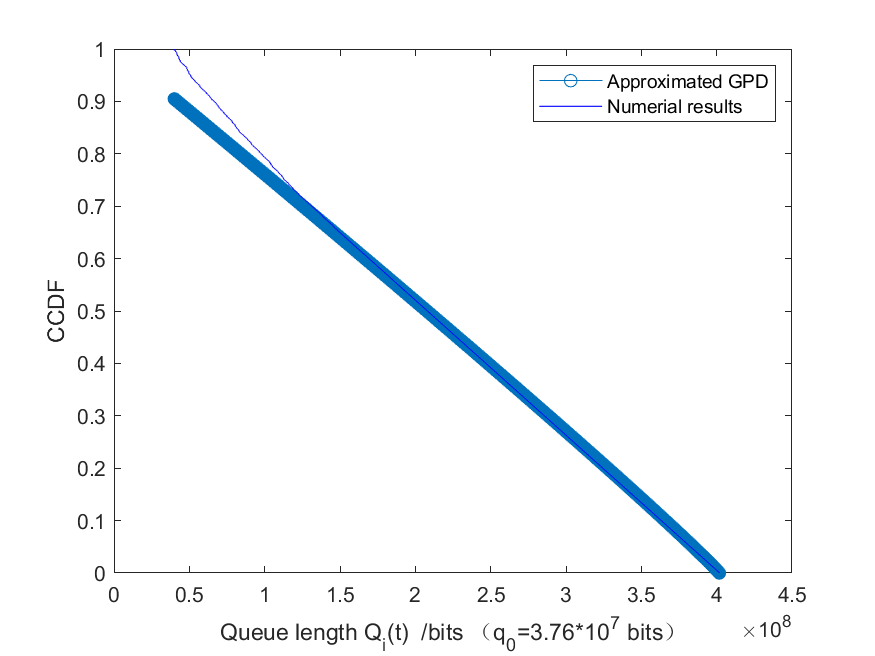 Approximated GPD
Numerial results
1
0.9
0.8
0.7
0.6
0.5
0.4
0.3
0.2
0.1
0
CCDF
0 0.5 1 1.5 2 2.5 3 3.5 4 4.5
×10^8
Queue length Q_i(t) /bits （q_0=3.76*10^7 bits）